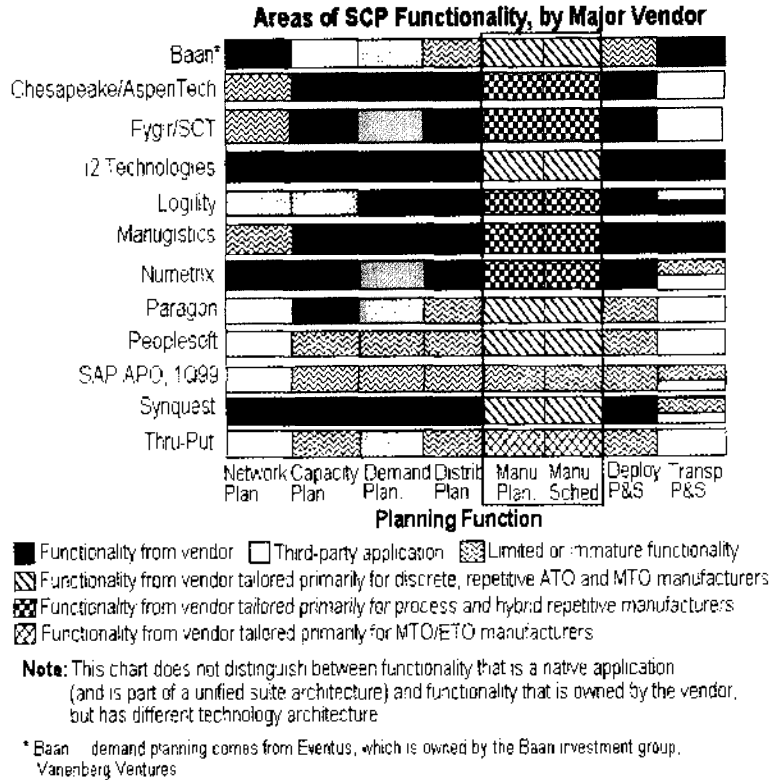 Areas of SCP Functionality, by Major Vendor
Baan*
Chesapeake/AspenTech
Fygir/SCT
i2 Technologies
Logility
Manugistics
Numetrix
Paragon
Peoplesoft
SAP APO, 1Q99
Synquest
Thru-Put
Network Capacity Demand Distrib Manu Manu Deploy Transp
Plan Plan Plan. Plan Plan. Sched P&S P&S
Planning Function
Functionality from vendor Third-party application Limited or immature functionality
Functionality from vendor tailored primarily for discrete, repetitive ATO and MTO manufacturers
Functionality from vendor tailored primarily for process and hybrid repetitive manufacturers
Functionality from vendor tailored primarily for MTO/ETO manufacturers
Note: This chart does not distinguish between functionality that is a native application
(and is part of a unified suite architecture) and functionality that is owned by the vendor,
but has different technology architecture
* Baan demand planning comes from Eventus, which is owned by the Baan investment group,
Vanenberg Ventures